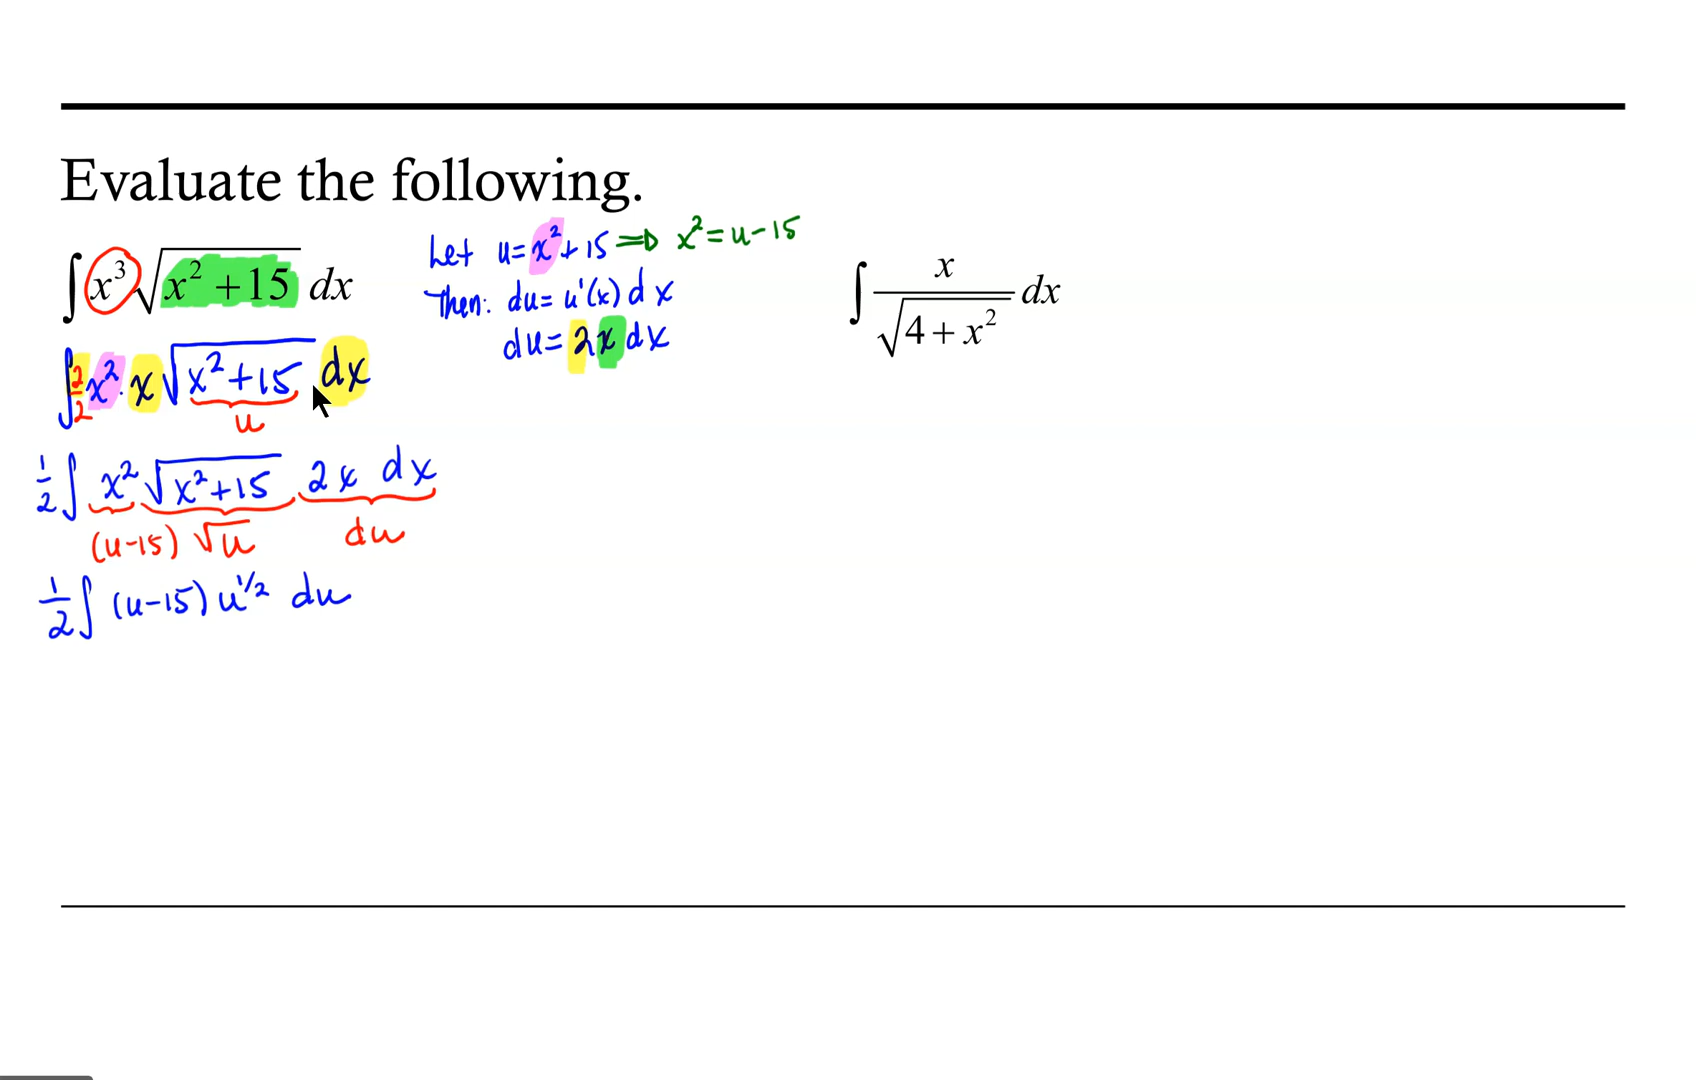 Evaluate the following.
∫ x³ √(x² + 15) dx
Let u = x² + 15 ⇒ x² = u - 15
Then: du = u'(x) dx
du = 2x dx
∫ 2/2 x² · x √(x² + 15) dx
u
1/2 ∫ x² √(x² + 15) 2x dx
(u-15) √u du
1/2 ∫ (u-15) u^1/2 du
∫ x / √(4 + x²) dx